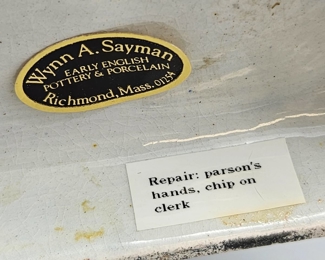 Wynn A. Sayman
EARLY ENGLISH
POTTERY & PORCELAIN
Richmond, Mass. 01254
Repair: parson's
hands, chip on
clerk